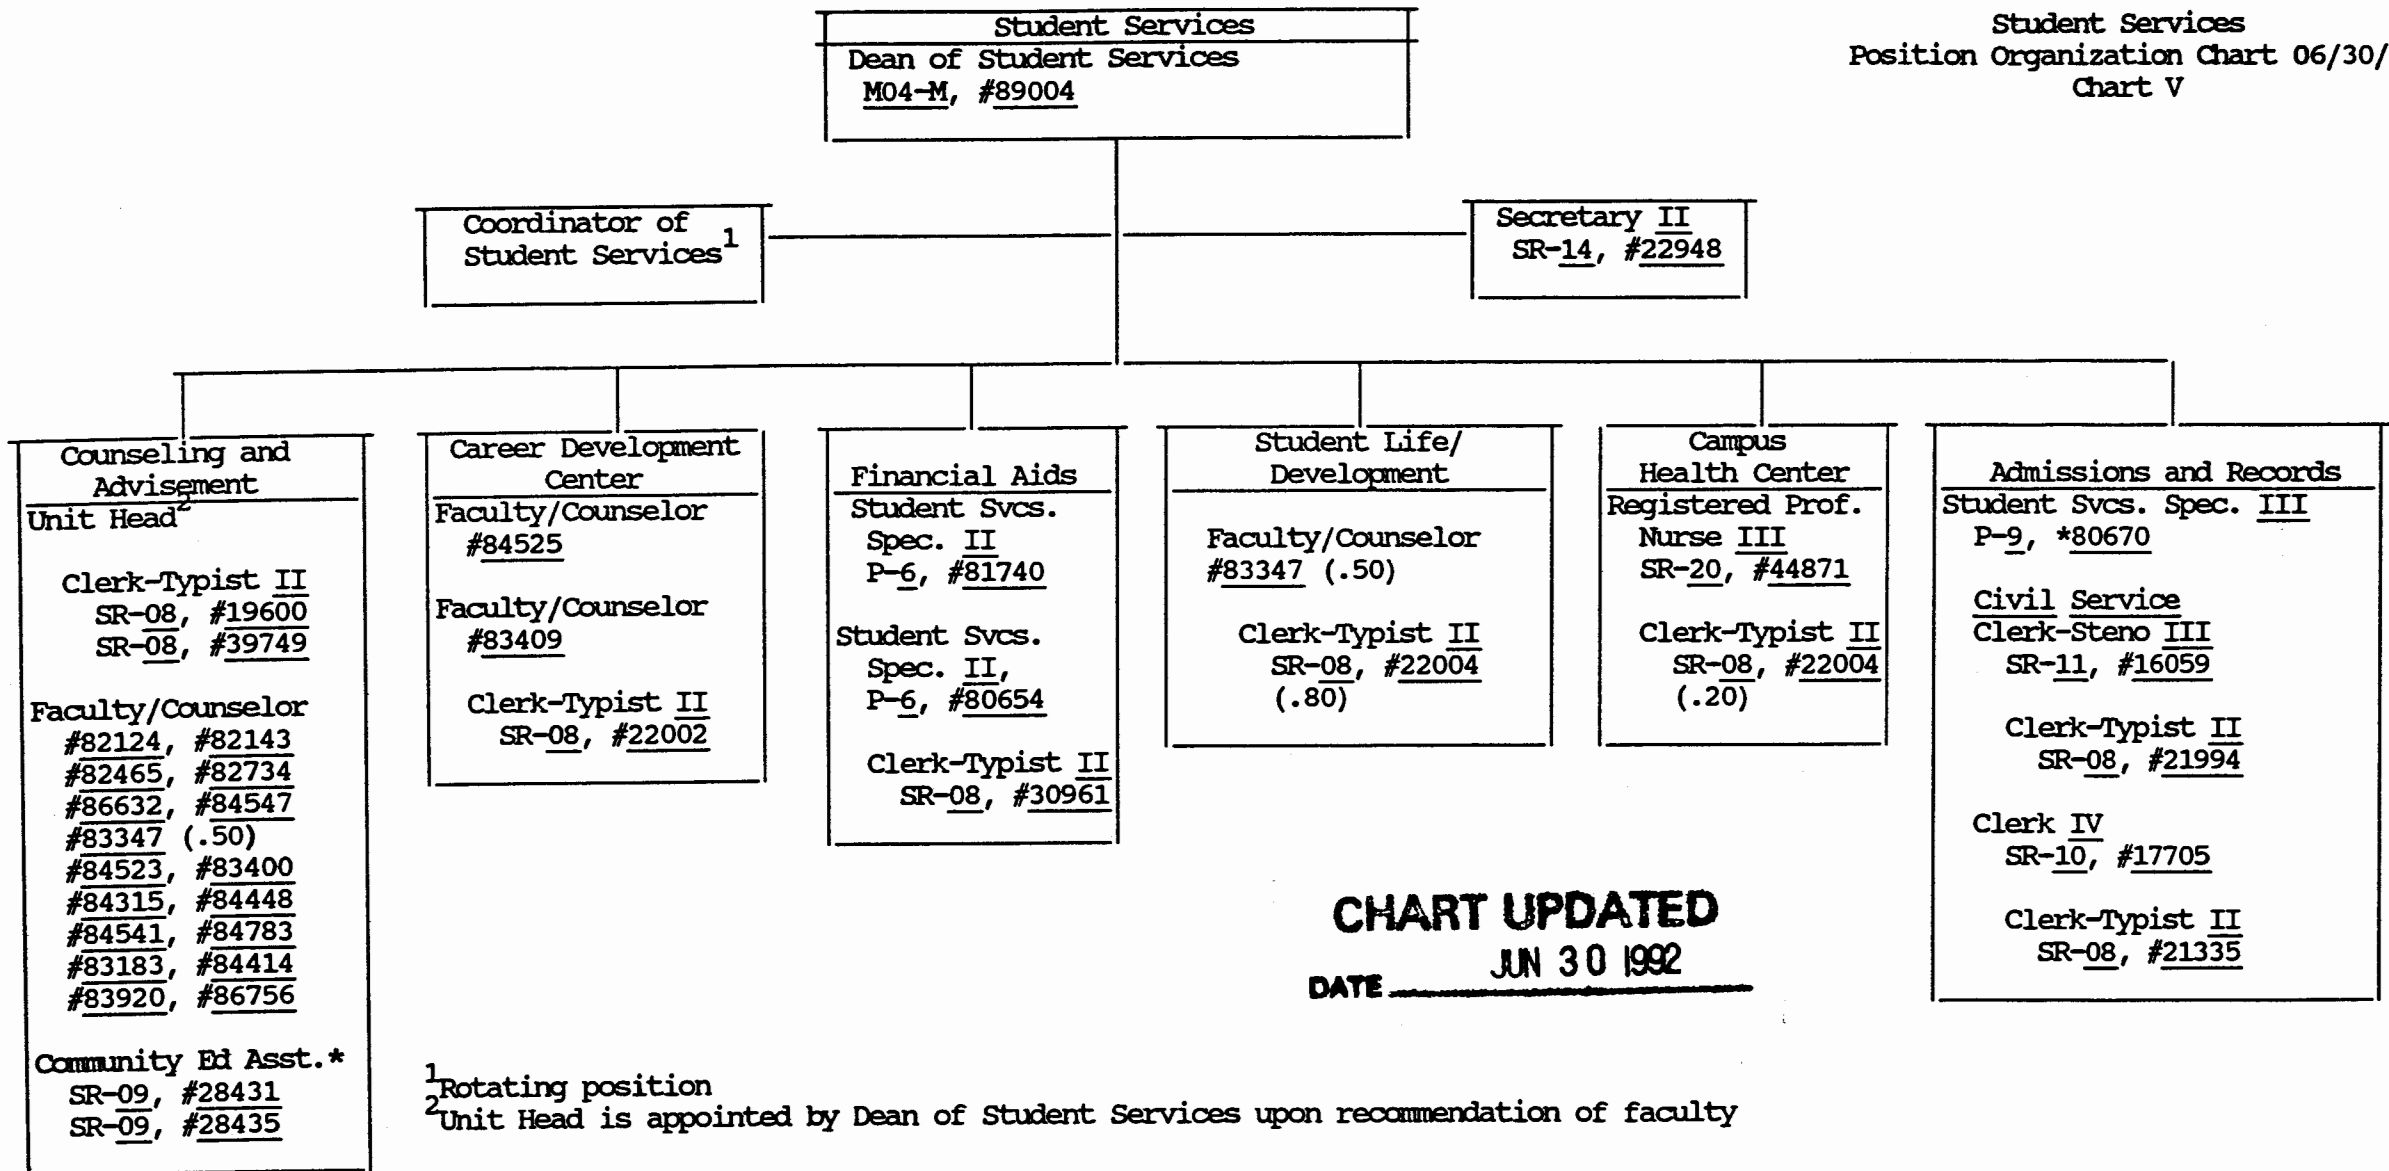 Student Services
Position Organization Chart 06/30/
Chart V
Student Services
Dean of Student Services
M04-M, #89004
Coordinator of
Student Services¹
Secretary II
SR-14, #22948
Counseling and
Advisement
Unit Head²
Clerk-Typist II
SR-08, #19600
SR-08, #39749
Faculty/Counselor
#82124, #82143
#82465, #82734
#86632, #84547
#83347 (.50)
#84523, #83400
#84315, #84448
#84541, #84783
#83183, #84414
#83920, #86756
Community Ed Asst.*
SR-09, #28431
SR-09, #28435
Career Development
Center
Faculty/Counselor
#84525
Faculty/Counselor
#83409
Clerk-Typist II
SR-08, #22002
Financial Aids
Student Svcs.
Spec. II
P-6, #81740
Student Svcs.
Spec. II,
P-6, #80654
Clerk-Typist II
SR-08, #30961
Student Life/
Development
Faculty/Counselor
#83347 (.50)
Clerk-Typist II
SR-08, #22004
(.80)
Campus
Health Center
Registered Prof.
Nurse III
SR-20, #44871
Clerk-Typist II
SR-08, #22004
(.20)
Admissions and Records
Student Svcs. Spec. III
P-9, *80670
Civil Service
Clerk-Steno III
SR-11, #16059
Clerk-Typist II
SR-08, #21994
Clerk IV
SR-10, #17705
Clerk-Typist II
SR-08, #21335
CHART UPDATED
DATE JUN 30 1992
¹Rotating position
²Unit Head is appointed by Dean of Student Services upon recommendation of faculty